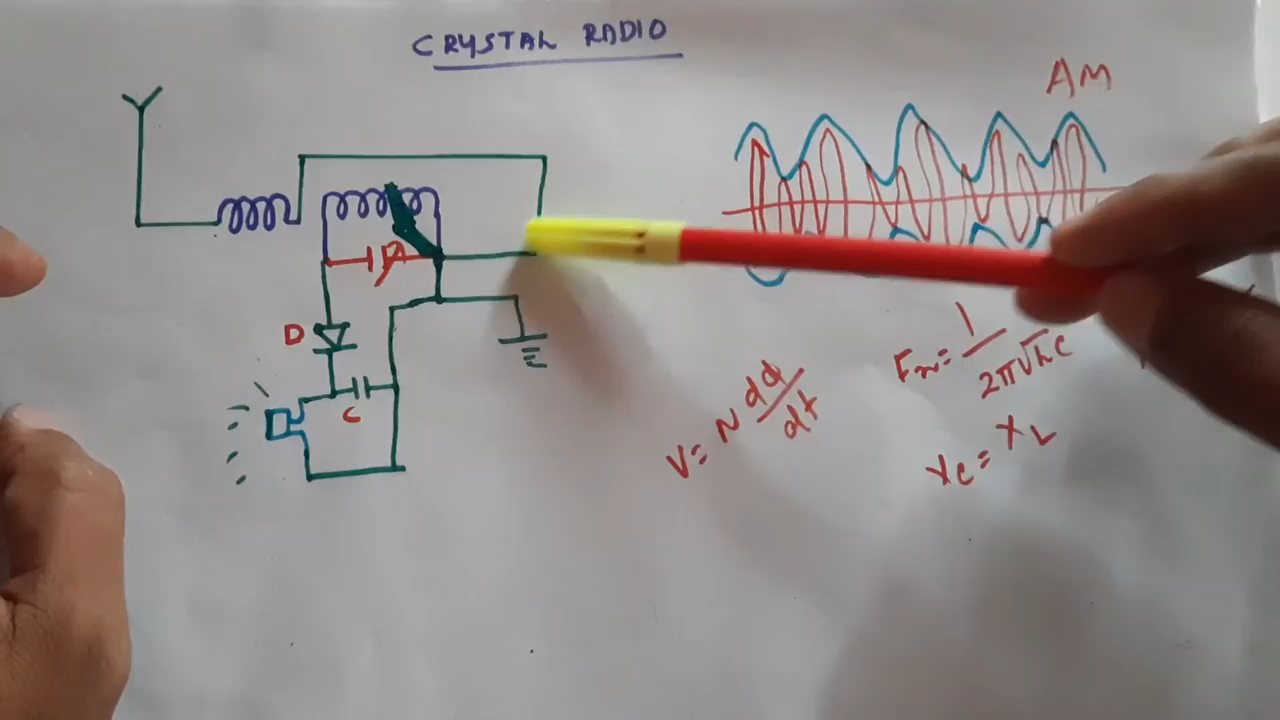 CRYSTAL RADIO
AM
D
C
V = N dφ/dt
Fr = 1/2π√LC
XC = XL